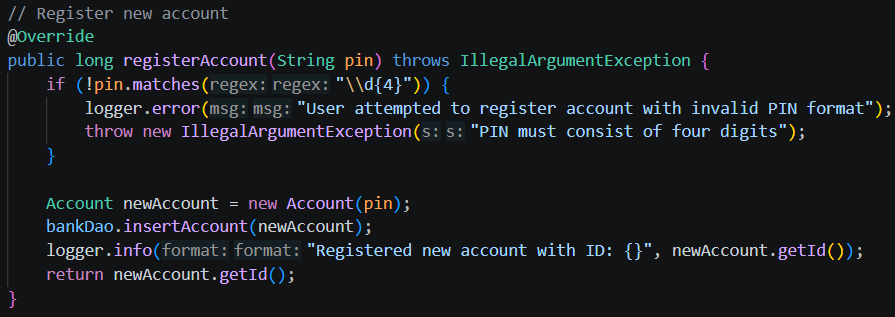 // Register new account
@Override
public long registerAccount(String pin) throws IllegalArgumentException {
if (!pin.matches(regex: regex: "\\d{4}")) {
logger.error(msg: msg: "User attempted to register account with invalid PIN format");
throw new IllegalArgumentException(s: s: "PIN must consist of four digits");
}
Account newAccount = new Account(pin);
bankDao.insertAccount(newAccount);
logger.info(format: format: "Registered new account with ID: {}", newAccount.getId());
return newAccount.getId();
}